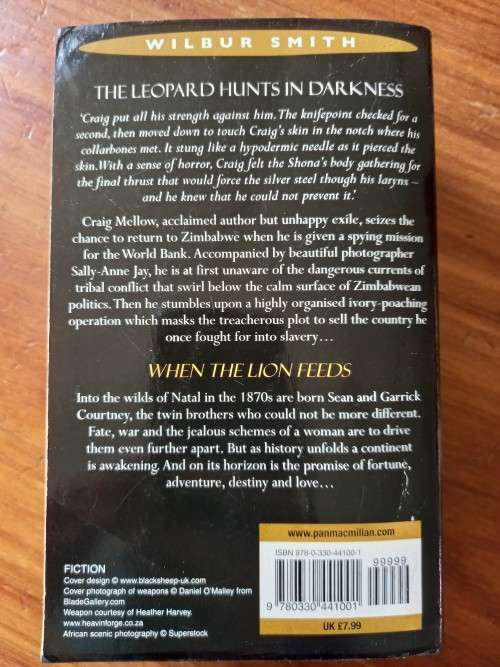 WILBUR SMITH
THE LEOPARD HUNTS IN DARKNESS
'Craig put all his strength against him. The knifepoint checked for a
second, then moved down to touch Craig's skin in the notch where his
collarbones met. It stung like a hypodermic needle as it pierced the
skin. With a sense of horror, Craig felt the Shona's body gathering for
the final thrust that would force the silver steel though his larynx –
and he knew that he could not prevent it.'
Craig Mellow, acclaimed author but unhappy exile, seizes the
chance to return to Zimbabwe when he is given a spying mission
for the World Bank. Accompanied by beautiful photographer
Sally-Anne Jay, he is at first unaware of the dangerous currents of
tribal conflict that swirl below the calm surface of Zimbabwean
politics. Then he stumbles upon a highly organised ivory-poaching
operation which masks the treacherous plot to sell the country he
once fought for into slavery…
WHEN THE LION FEEDS
Into the wilds of Natal in the 1870s are born Sean and Garrick
Courtney, the twin brothers who could not be more different.
Fate, war and the jealous schemes of a woman are to drive
them even further apart. But as history unfolds a continent
is awakening. And on its horizon is the promise of fortune,
adventure, destiny and love…
www.panmacmillan.com
ISBN 978-0-330-44100-1
99999
9 780330 441001
UK £7.99
FICTION
Cover design © www.blacksheep-uk.com
Cover photograph of weapons © Daniel O'Malley from
BladeGallery.com
Weapon courtesy of Heather Harvey.
www.heavinforge.co.za
African scenic photography © Superstock